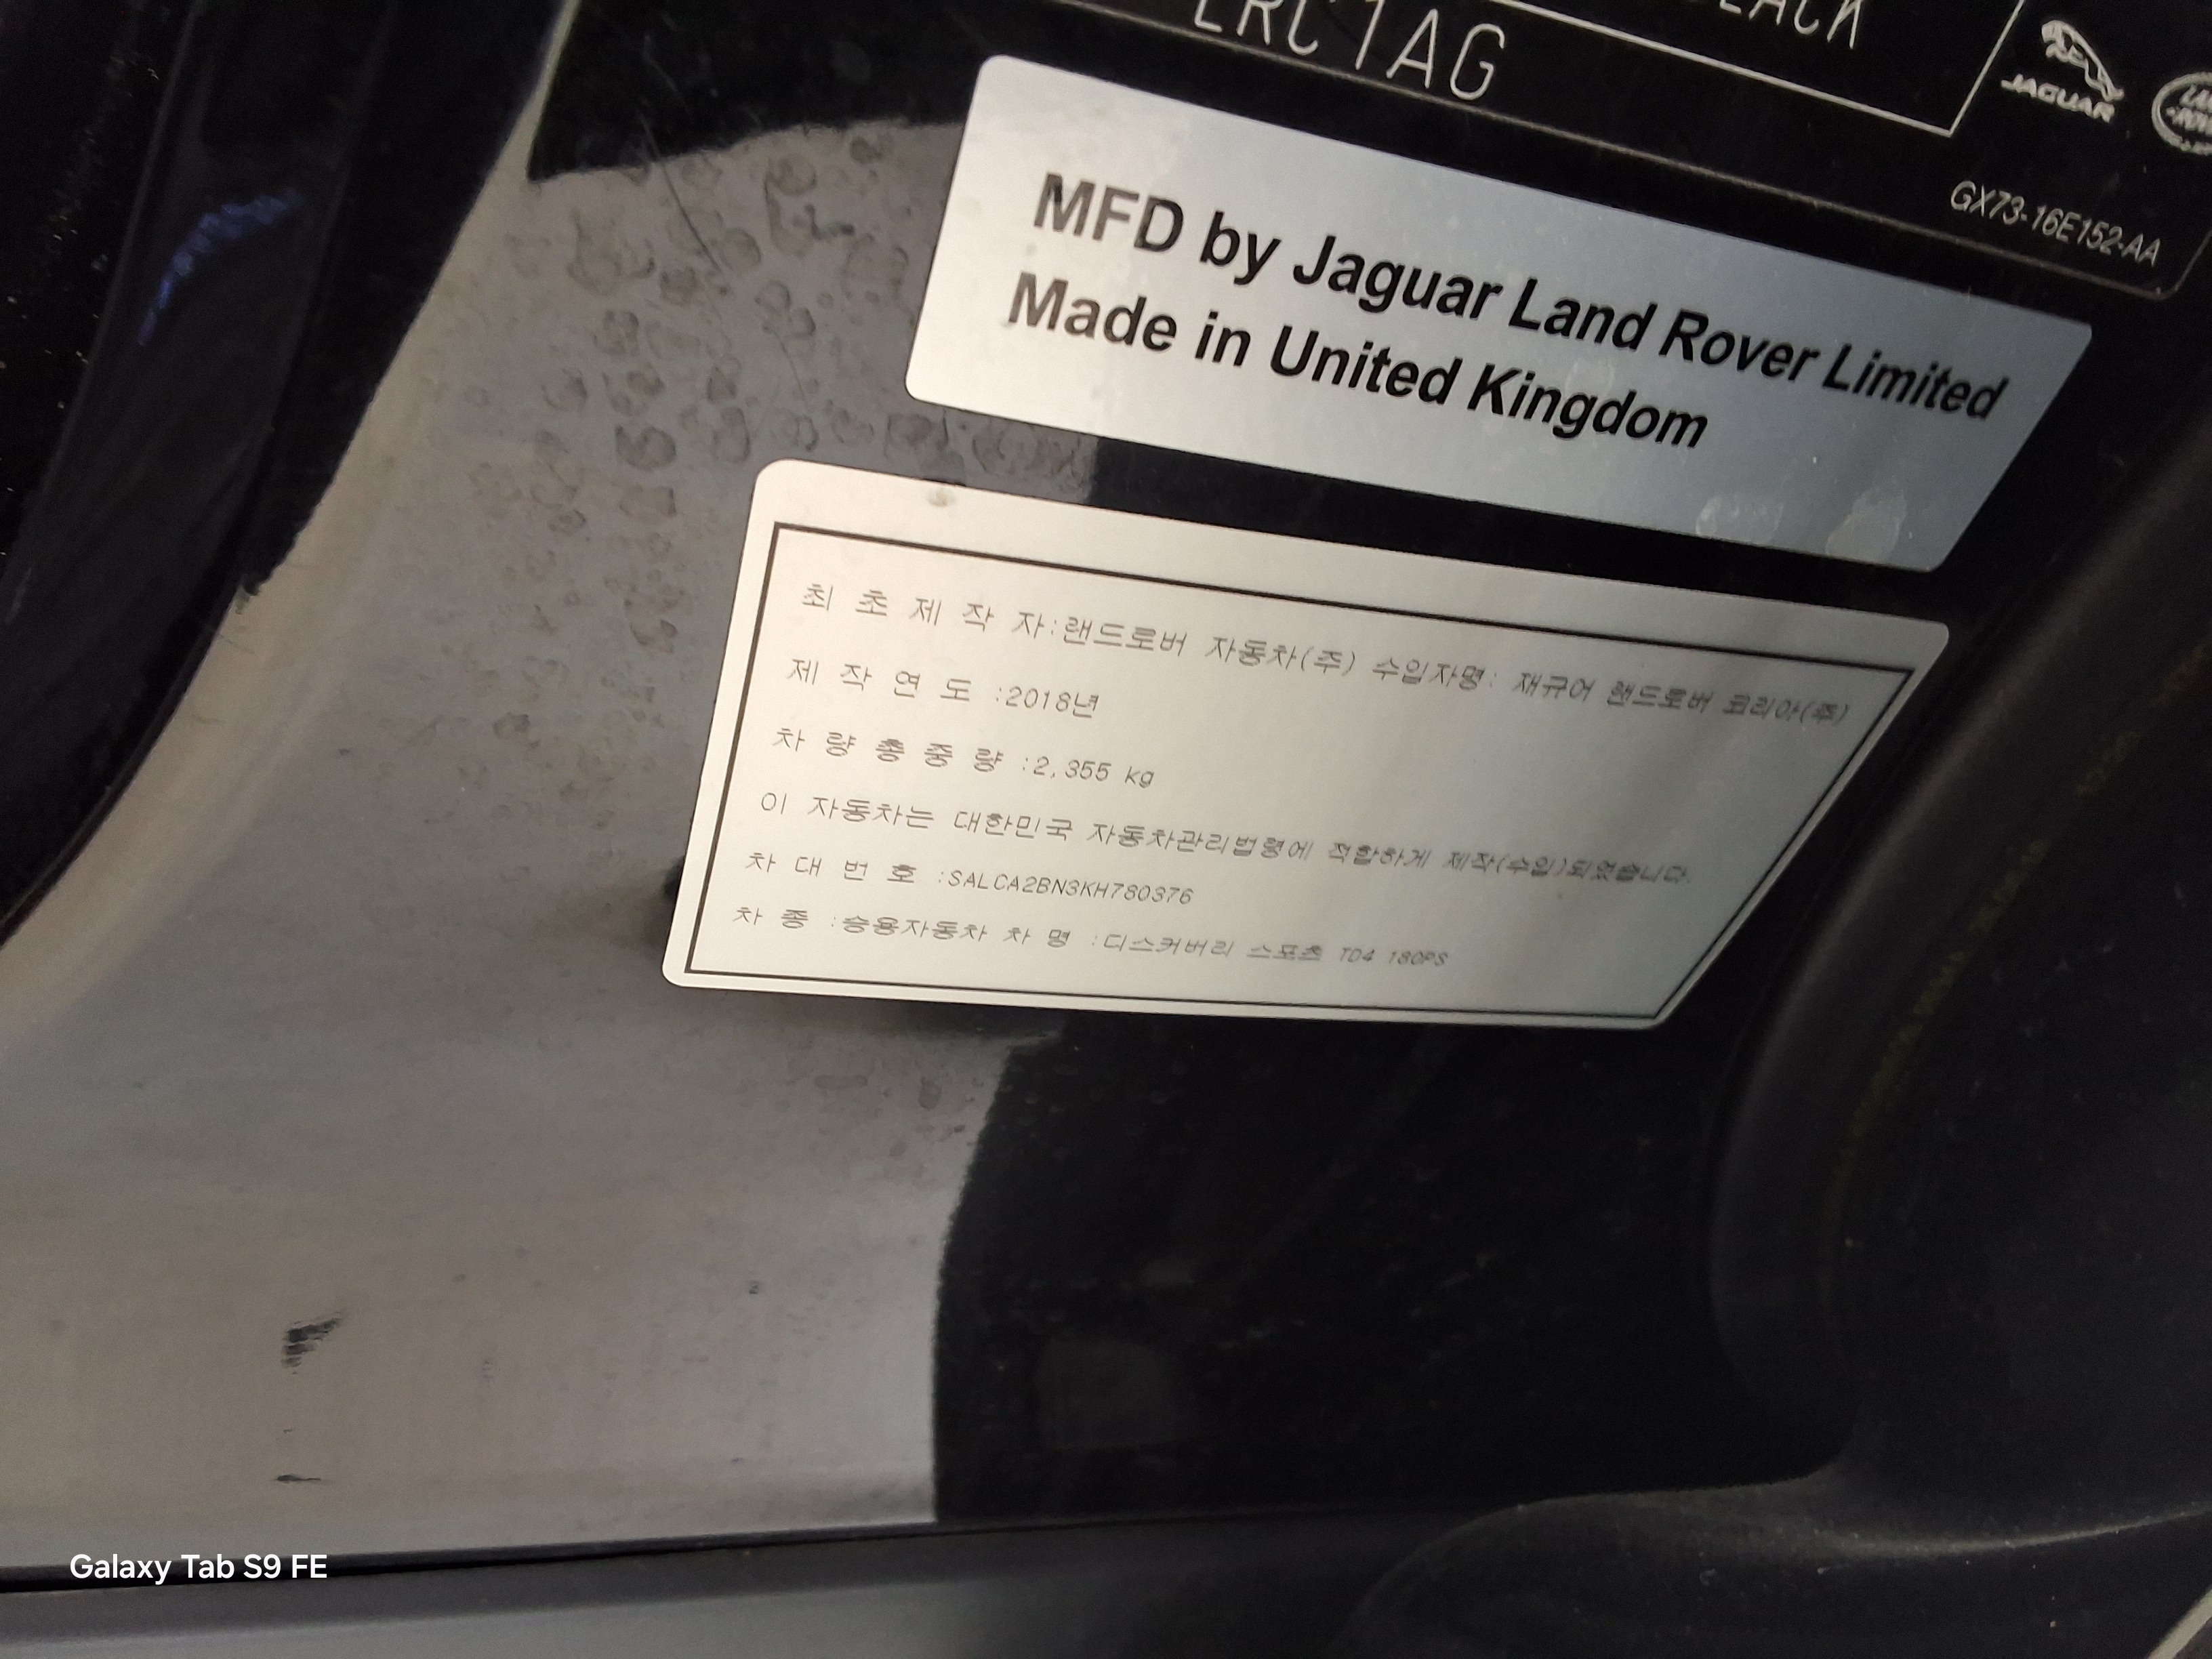 LRC1AG
JAGUAR
GX73-16E152-AA
MFD by Jaguar Land Rover Limited
Made in United Kingdom
최 초 제 작 자:랜드로버 자동차(주) 수입자명: 재규어 랜드로버 코리아(주)
제 작 연 도 :2018년
차 량 총 중 량 :2,355 kg
이 자동차는 대한민국 자동차관리법령에 적합하게 제작(수입)되었습니다.
차 대 번 호 :SALCA2BN3KH780376
차 종 :승용자동차 차 명 :디스커버리 스포츠 TD4 180PS
Galaxy Tab S9 FE